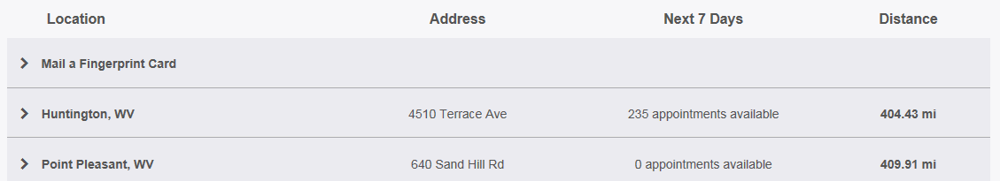 Location Address Next 7 Days Distance
Mail a Fingerprint Card
Huntington, WV 4510 Terrace Ave 235 appointments available 404.43 mi
Point Pleasant, WV 640 Sand Hill Rd 0 appointments available 409.91 mi